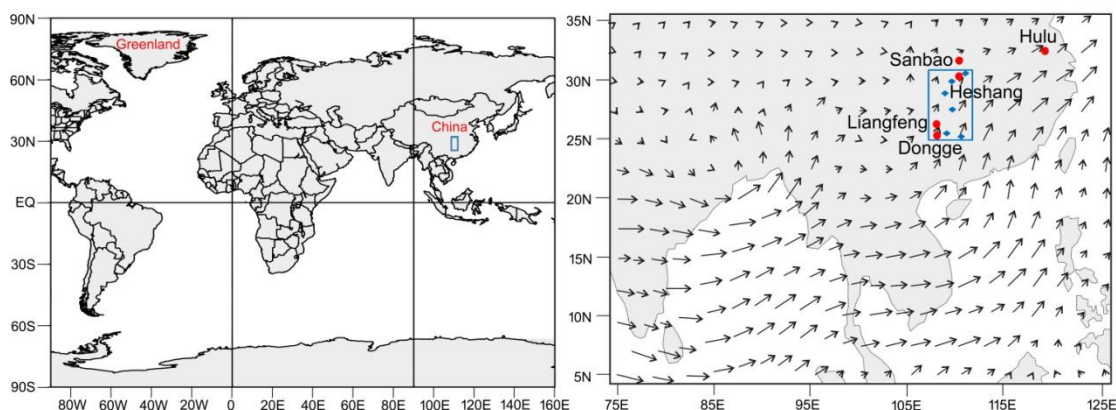 90N
60N
Greenland
China
30N
EQ
30S
60S
90S
80W 60W 40W 20W 0 20E 40E 60E 80E 100E 120E 140E 160E
35N
30N
25N
20N
15N
10N
5N
Hulu
Sanbao
Heshang
Liangfeng
Dongge
75E 85E 95E 105E 115E 125E